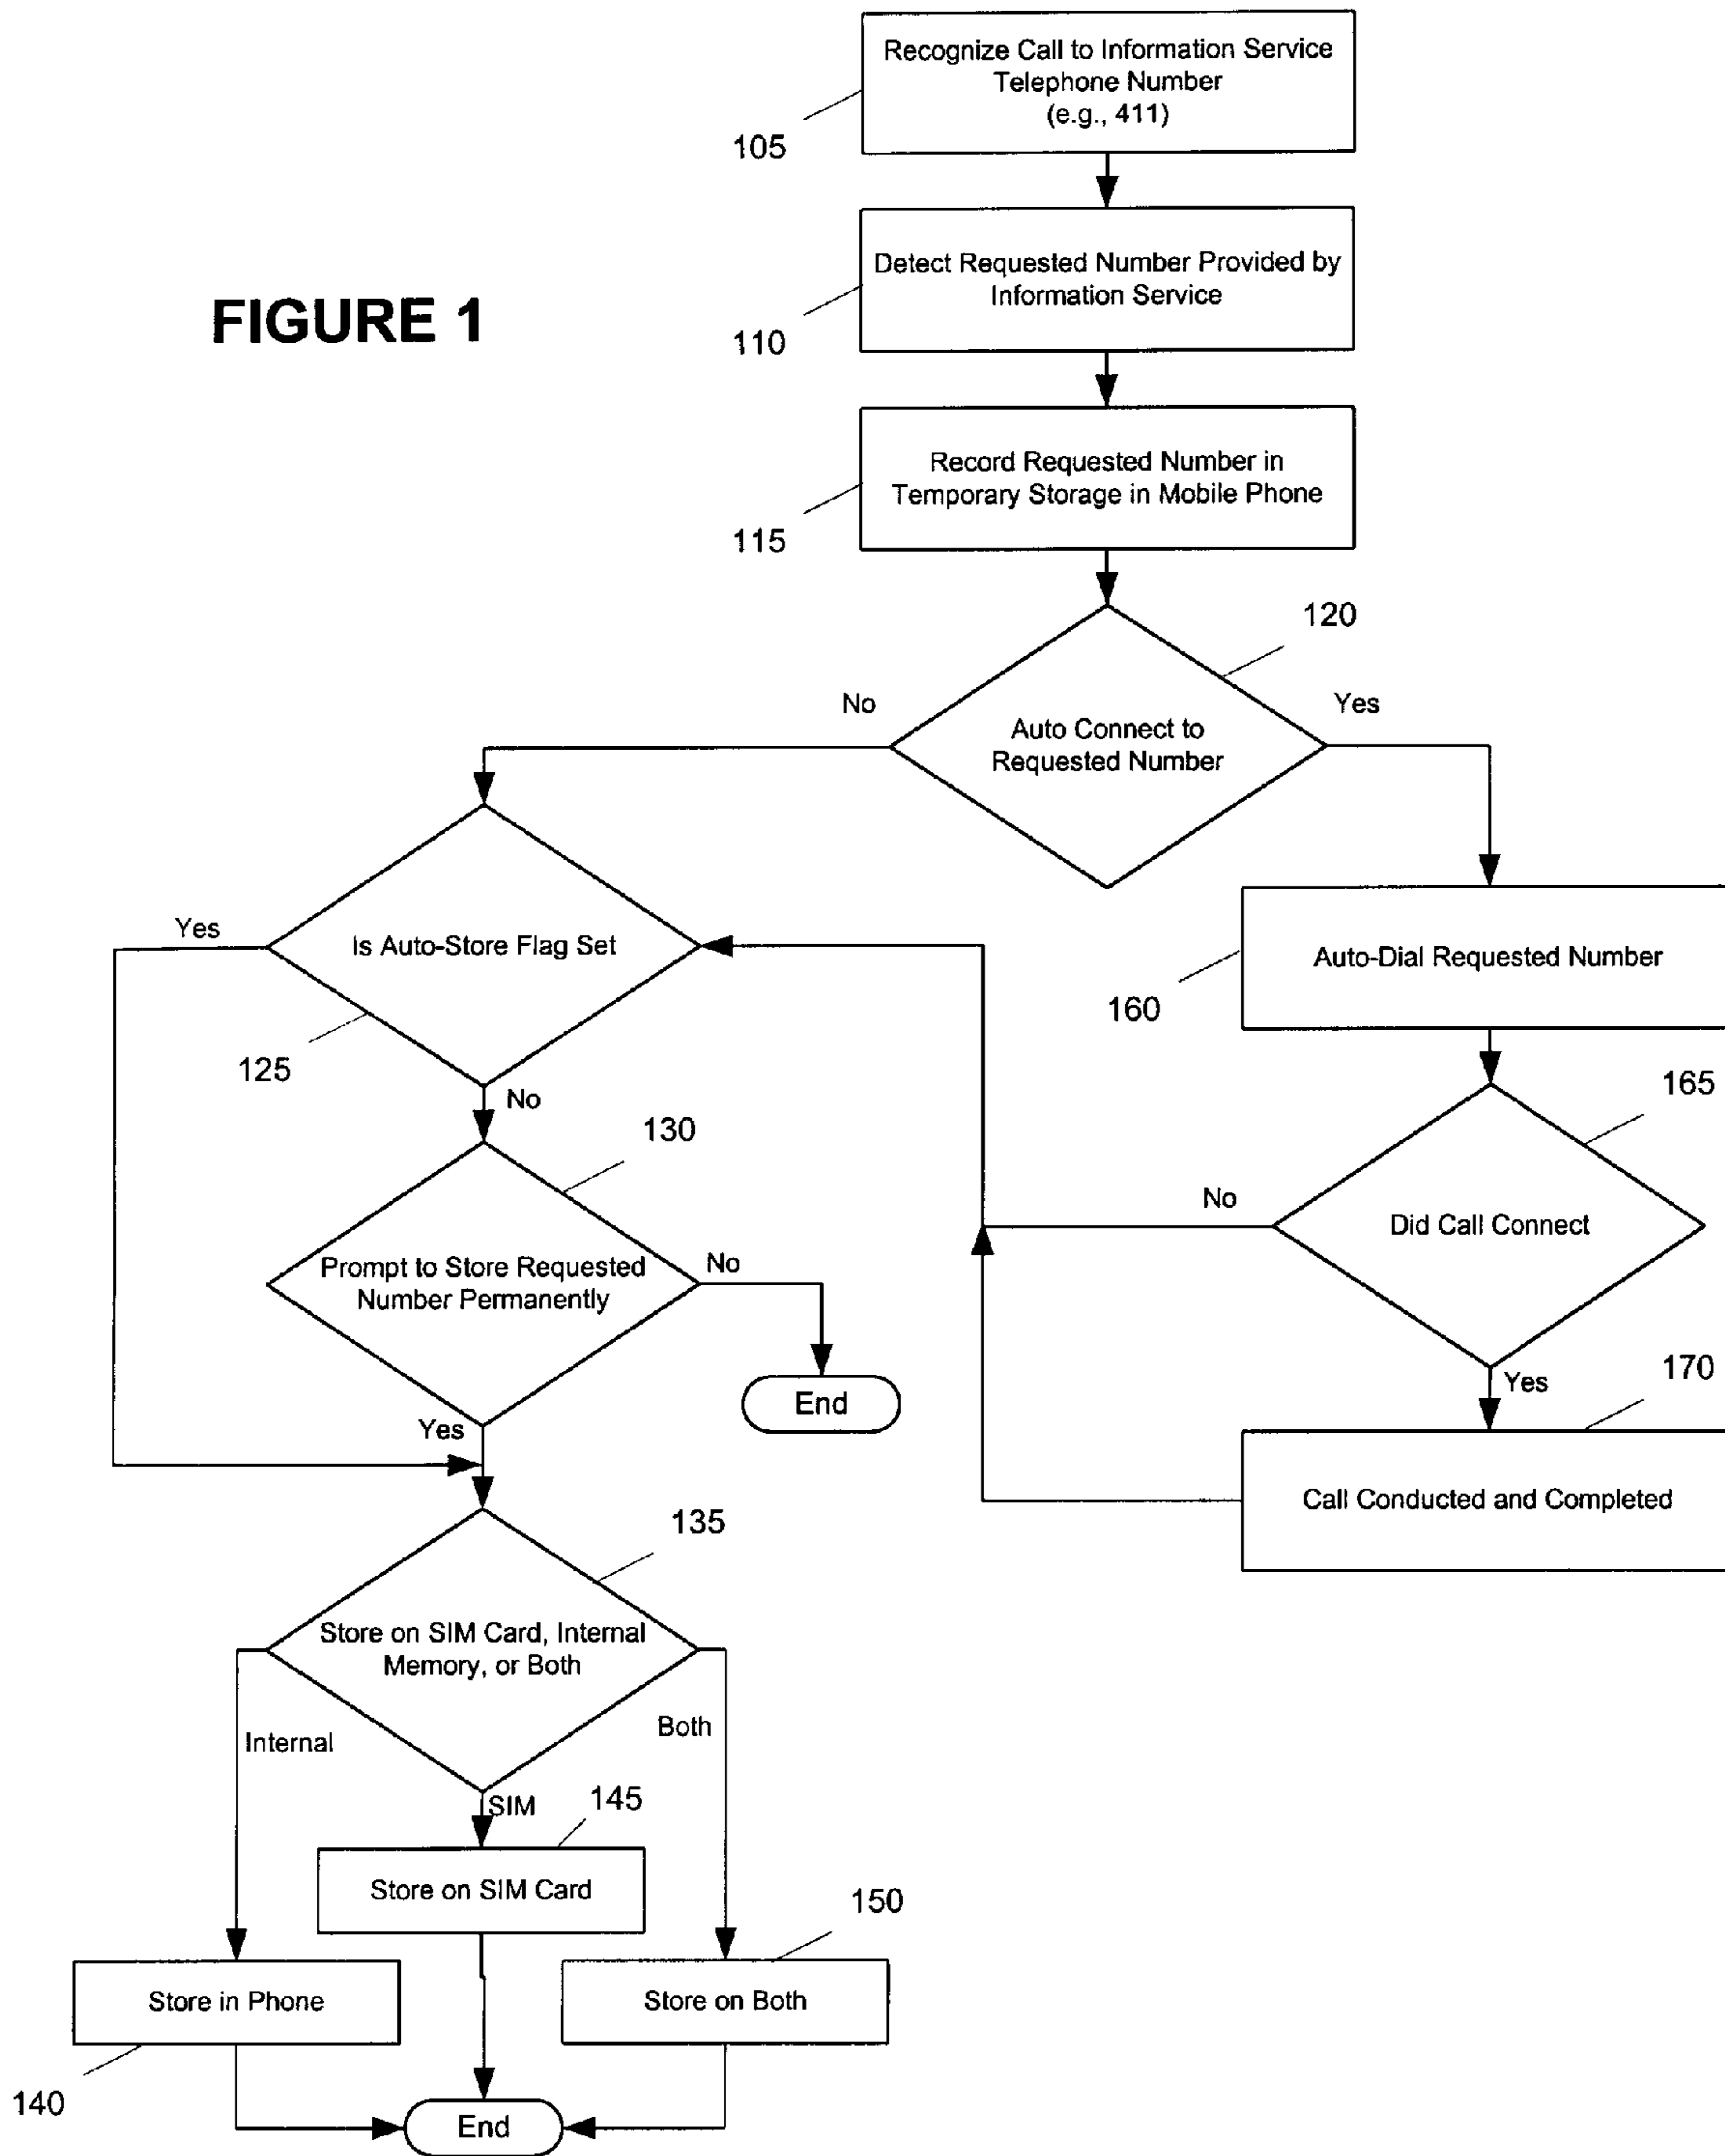 Recognize Call to Information Service
Telephone Number
(e.g., 411)
105
Detect Requested Number Provided by
Information Service
110
FIGURE 1
Record Requested Number in
Temporary Storage in Mobile Phone
115
120
No
Yes
Auto Connect to
Requested Number
Yes
Is Auto-Store Flag Set
125
Auto-Dial Requested Number
160
165
No
130
No
Did Call Connect
Prompt to Store Requested
Number Permanently
No
End
Yes
170
Yes
Call Conducted and Completed
135
Store on SIM Card, Internal
Memory, or Both
Internal
Both
SIM
145
Store on SIM Card
150
Store in Phone
Store on Both
140
End